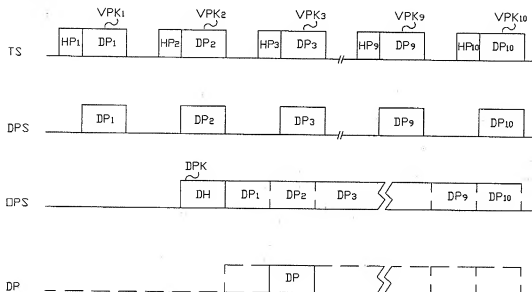 VPK1 VPK2 VPK3 VPK9 VPK10
TS HP1 DP1 HP2 DP2 HP3 DP3 HP9 DP9 HP10 DP10
DPS DP1 DP2 DP3 DP9 DP10
DPK
OPS DH DP1 DP2 DP3 DP9 DP10
DP DP